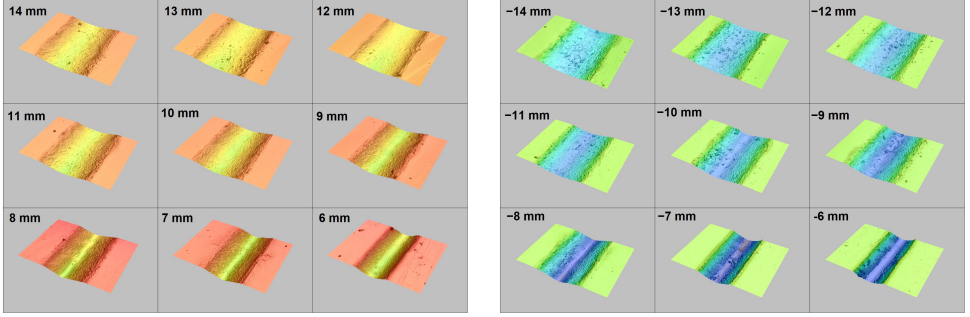 14 mm 13 mm 12 mm
11 mm 10 mm 9 mm
8 mm 7 mm 6 mm
−14 mm −13 mm −12 mm
−11 mm −10 mm −9 mm
−8 mm −7 mm -6 mm